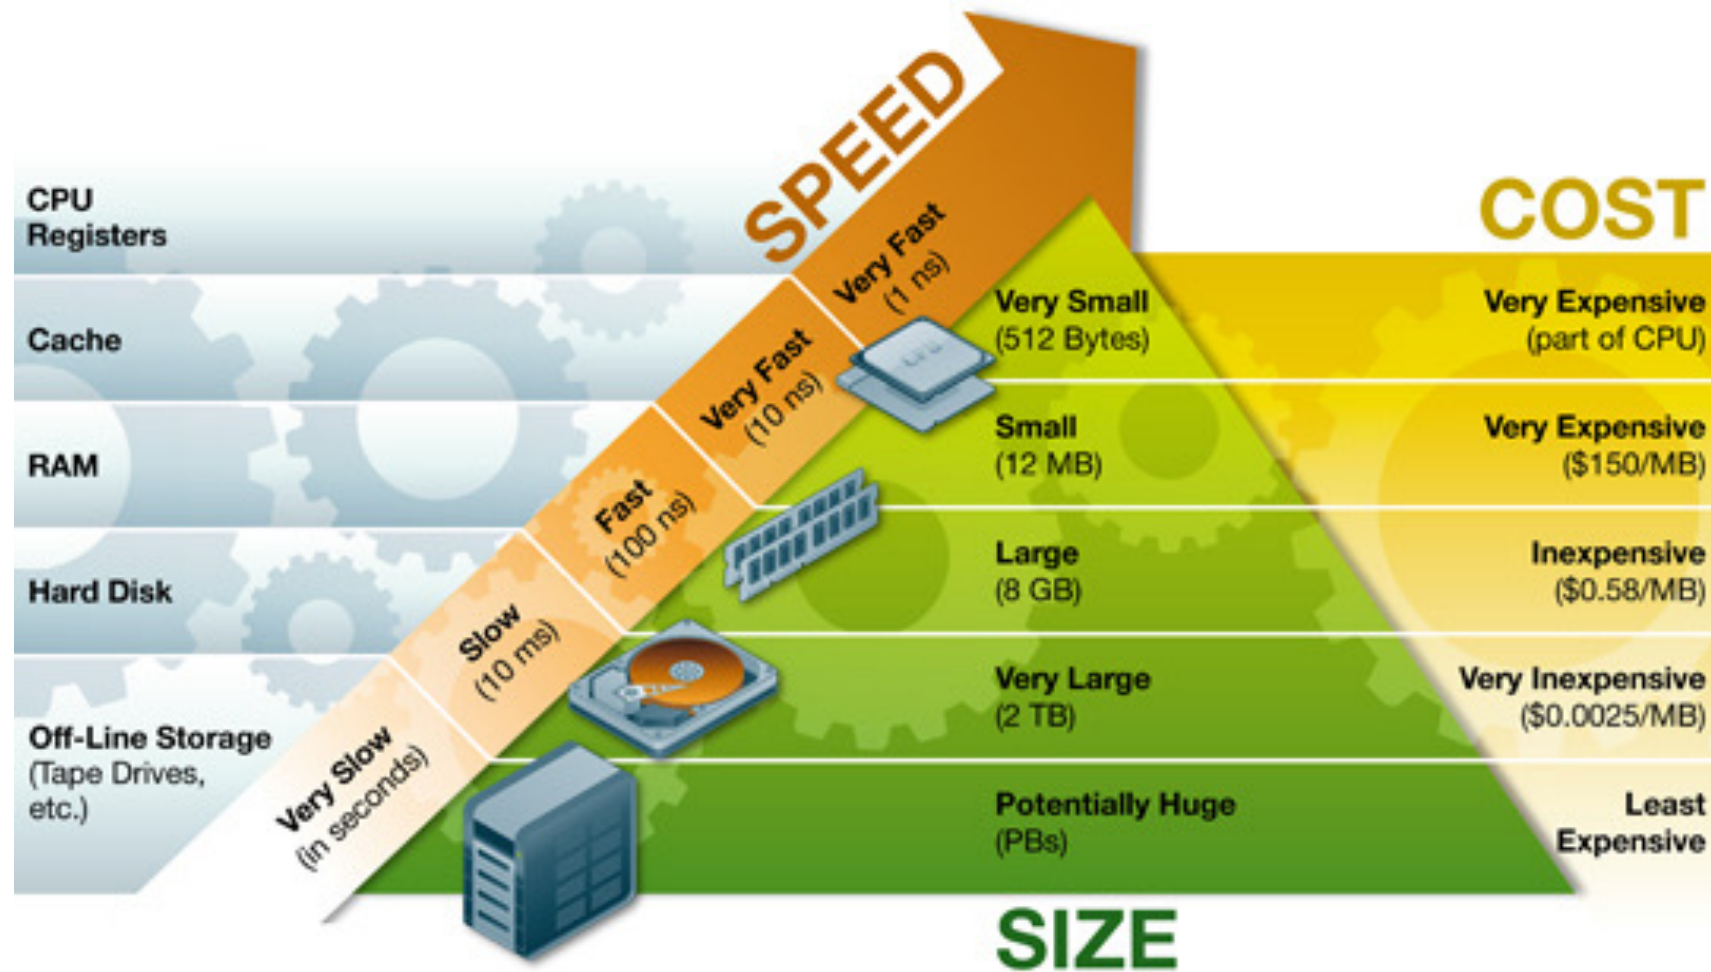 SPEED
COST
CPU
Registers
Very Fast
(1 ns)
Very Small
(512 Bytes)
Very Expensive
(part of CPU)
Cache
Very Fast
(10 ns)
Small
(12 MB)
Very Expensive
($150/MB)
RAM
Fast
(100 ns)
Large
(8 GB)
Inexpensive
($0.58/MB)
Hard Disk
Slow
(10 ms)
Very Large
(2 TB)
Very Inexpensive
($0.0025/MB)
Off-Line Storage
(Tape Drives,
etc.)
Very Slow
(in seconds)
Potentially Huge
(PBs)
Least
Expensive
SIZE
CPU